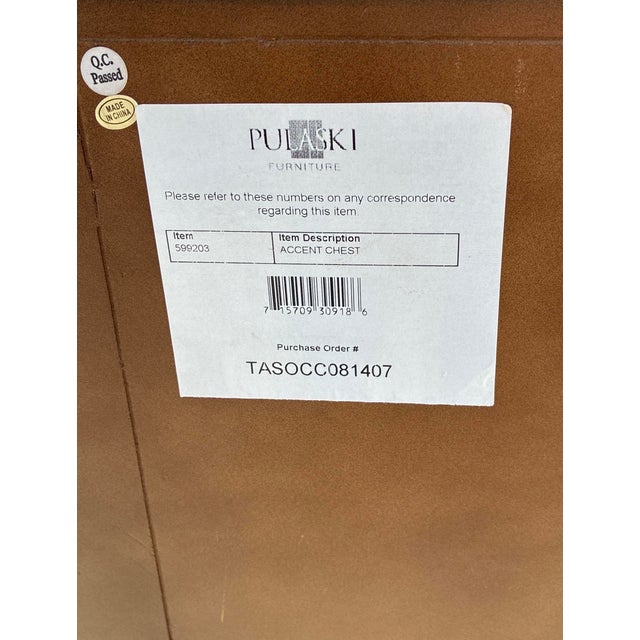 Q.C.
Passed
MADE
IN CHINA
PULASKI
FURNITURE
Please refer to these numbers on any correspondence
regarding this item
Item Item Description
599203 ACCENT CHEST
7 15709 30918 6
Purchase Order #
TASOCC081407